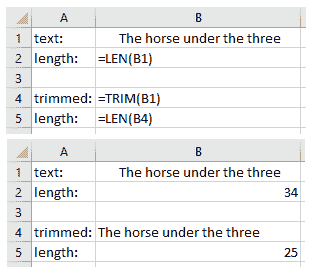 A B
1 text: The horse under the three
2 length: =LEN(B1)
3
4 trimmed: =TRIM(B1)
5 length: =LEN(B4)
A B
1 text: The horse under the three
2 length: 34
3
4 trimmed: The horse under the three
5 length: 25